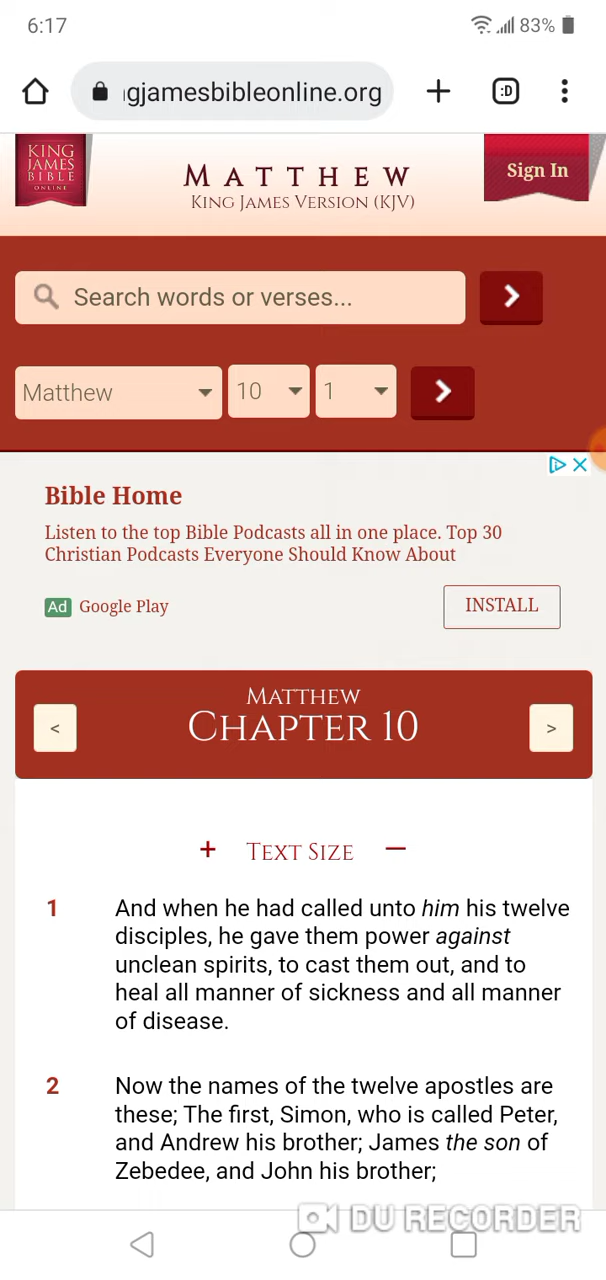 6:17
83%
gjamesbibleonline.org
:D
KING
JAMES
BIBLE
ONLINE
MATTHEW
KING JAMES VERSION (KJV)
Sign In
Search words or verses...
Matthew 10 1
Bible Home
Listen to the top Bible Podcasts all in one place. Top 30
Christian Podcasts Everyone Should Know About
Ad Google Play
INSTALL
MATTHEW
CHAPTER 10
< >
+ TEXT SIZE −
1 And when he had called unto him his twelve
disciples, he gave them power against
unclean spirits, to cast them out, and to
heal all manner of sickness and all manner
of disease.
2 Now the names of the twelve apostles are
these; The first, Simon, who is called Peter,
and Andrew his brother; James the son of
Zebedee, and John his brother;
DU RECORDER